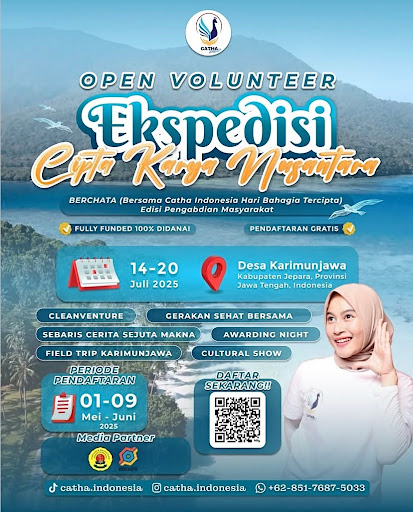 CATHA
OPEN VOLUNTEER
Ekspedisi
Cipta Karya Nusantara
BERCHATA (Bersama Catha Indonesia Hari Bahagia Tercipta)
Edisi Pengabdian Masyarakat
FULLY FUNDED 100% DIDANAI
PENDAFTARAN GRATIS
14-20
Juli 2025
Desa Karimunjawa
Kabupaten Jepara, Provinsi
Jawa Tengah, Indonesia
CLEANVENTURE
GERAKAN SEHAT BERSAMA
SEBARIS CERITA SEJUTA MAKNA
AWARDING NIGHT
FIELD TRIP KARIMUNJAWA
CULTURAL SHOW
PERIODE
PENDAFTARAN
01-09
Mei - Juni
2025
DAFTAR
SEKARANG!!
Media Partner
catha.indonesia
catha.indonesia
+62-851-7687-5033